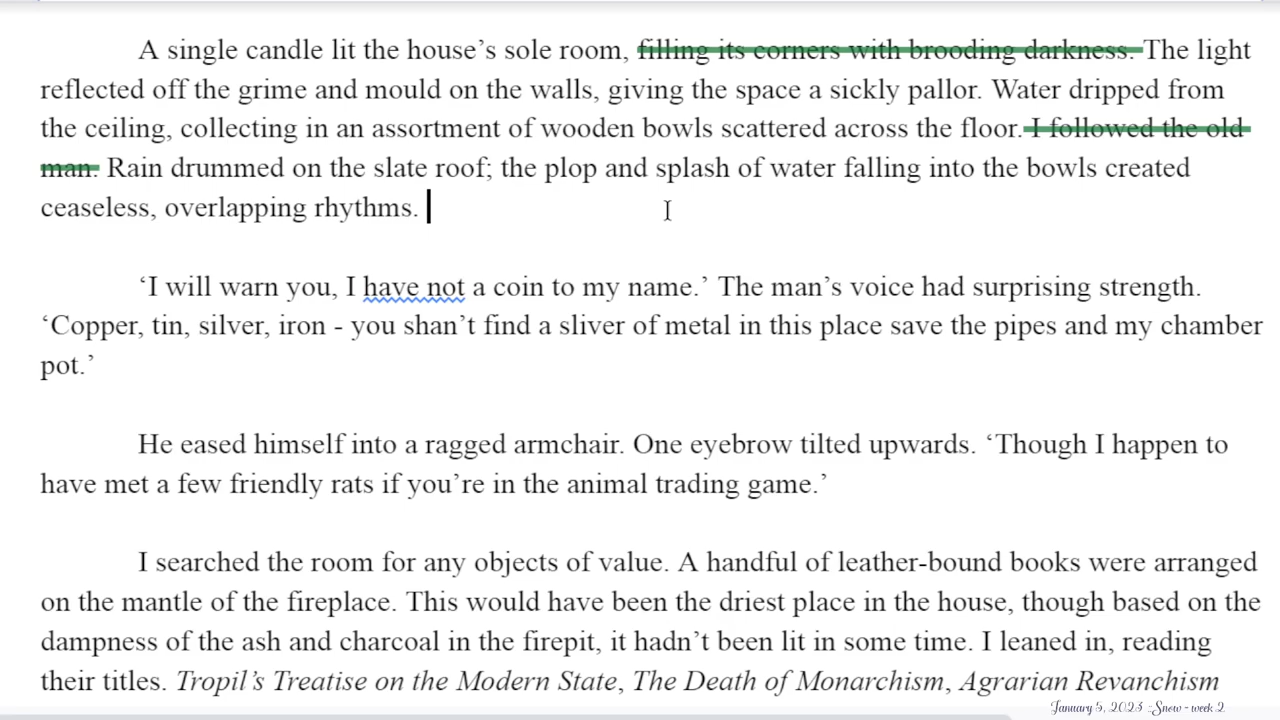 A single candle lit the house’s sole room, filling its corners with brooding darkness. The light
reflected off the grime and mould on the walls, giving the space a sickly pallor. Water dripped from
the ceiling, collecting in an assortment of wooden bowls scattered across the floor. I followed the old
man. Rain drummed on the slate roof; the plop and splash of water falling into the bowls created
ceaseless, overlapping rhythms.
‘I will warn you, I have not a coin to my name.’ The man’s voice had surprising strength.
‘Copper, tin, silver, iron - you shan’t find a sliver of metal in this place save the pipes and my chamber
pot.’
He eased himself into a ragged armchair. One eyebrow tilted upwards. ‘Though I happen to
have met a few friendly rats if you’re in the animal trading game.’
I searched the room for any objects of value. A handful of leather-bound books were arranged
on the mantle of the fireplace. This would have been the driest place in the house, though based on the
dampness of the ash and charcoal in the firepit, it hadn’t been lit in some time. I leaned in, reading
their titles. Tropil’s Treatise on the Modern State, The Death of Monarchism, Agrarian Revanchism
January 5, 2023 - Snow - week 2